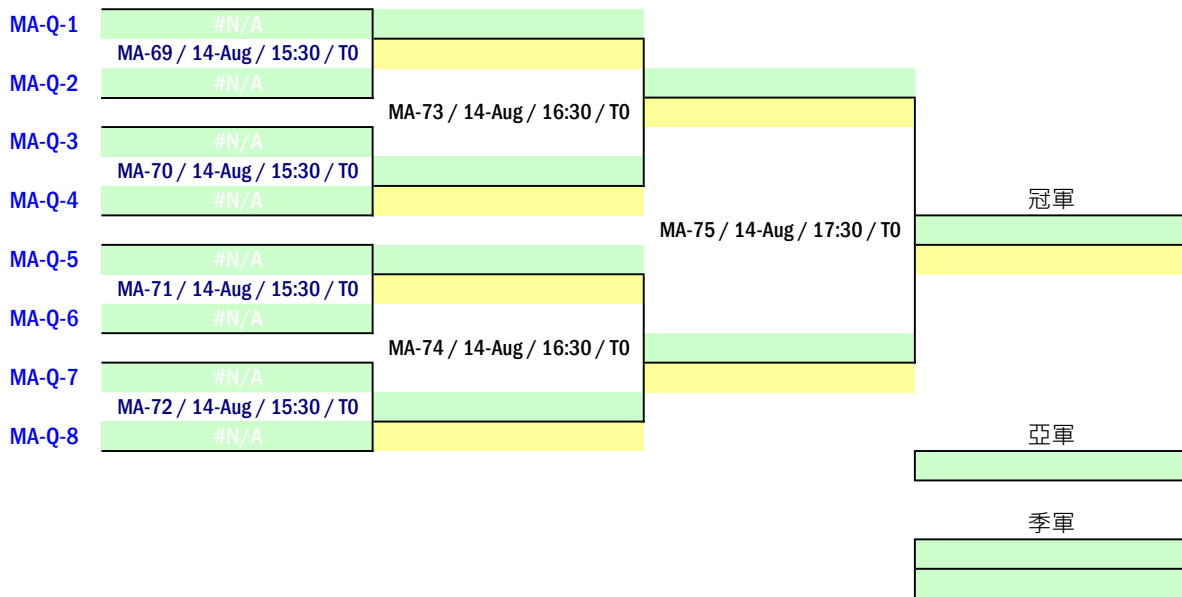 MA-Q-1 #N/A
MA-69 / 14-Aug / 15:30 / T0
MA-Q-2 #N/A
MA-73 / 14-Aug / 16:30 / T0
MA-Q-3 #N/A
MA-70 / 14-Aug / 15:30 / T0
MA-Q-4 #N/A
冠軍
MA-75 / 14-Aug / 17:30 / T0
MA-Q-5 #N/A
MA-71 / 14-Aug / 15:30 / T0
MA-Q-6 #N/A
MA-74 / 14-Aug / 16:30 / T0
MA-Q-7 #N/A
MA-72 / 14-Aug / 15:30 / T0
MA-Q-8 #N/A
亞軍
季軍